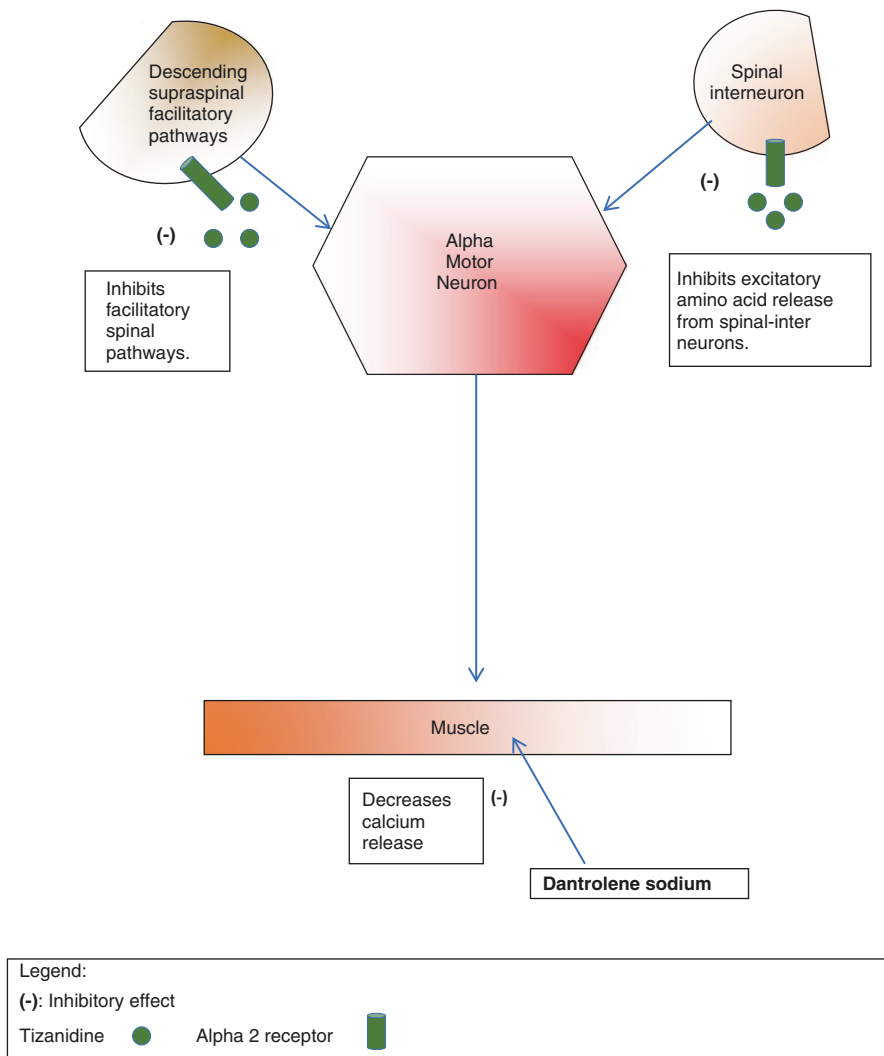 Descending
supraspinal
facilitatory
pathways
Spinal
interneuron
(-)
(-)
Alpha
Motor
Neuron
Inhibits
facilitatory
spinal
pathways.
Inhibits excitatory
amino acid release
from spinal-inter
neurons.
Muscle
Decreases
calcium
release
(-)
Dantrolene sodium
Legend:
(-): Inhibitory effect
Tizanidine Alpha 2 receptor